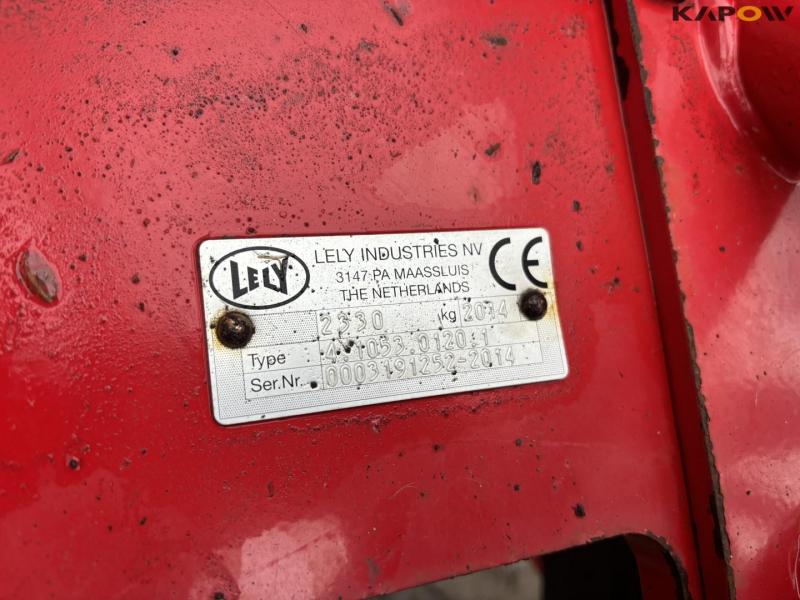 KAPOW
LELY INDUSTRIES NV
LELY
3147 PA MAASSLUIS
THE NETHERLANDS
CE
2330 kg 2014
Type 4.1053.0120.1
Ser.Nr. 0003191252-2014